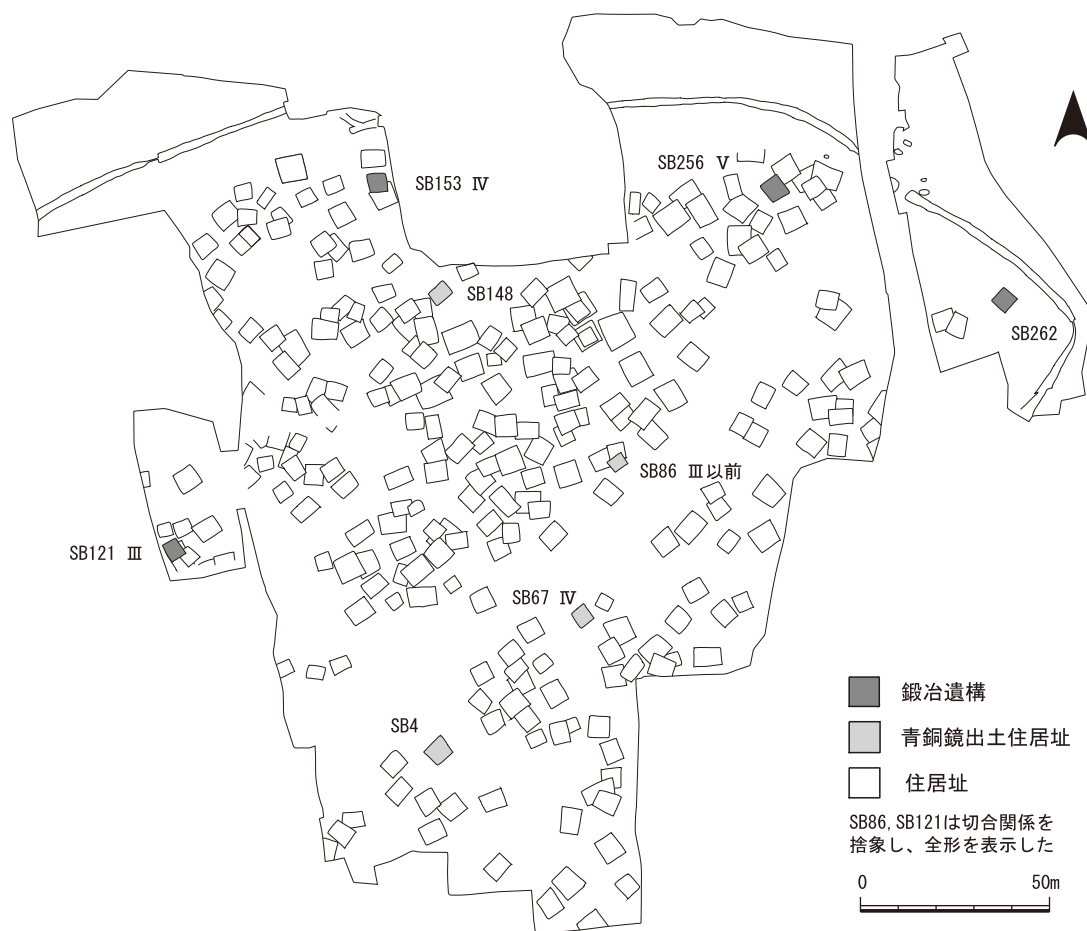 SB256 Ⅴ
SB153 Ⅳ
SB148
SB262
SB86 Ⅲ以前
SB121 Ⅲ
SB67 Ⅳ
SB4
鍛冶遺構
青銅鏡出土住居址
住居址
SB86, SB121は切合関係を
捨象し、全形を表示した
0 50m